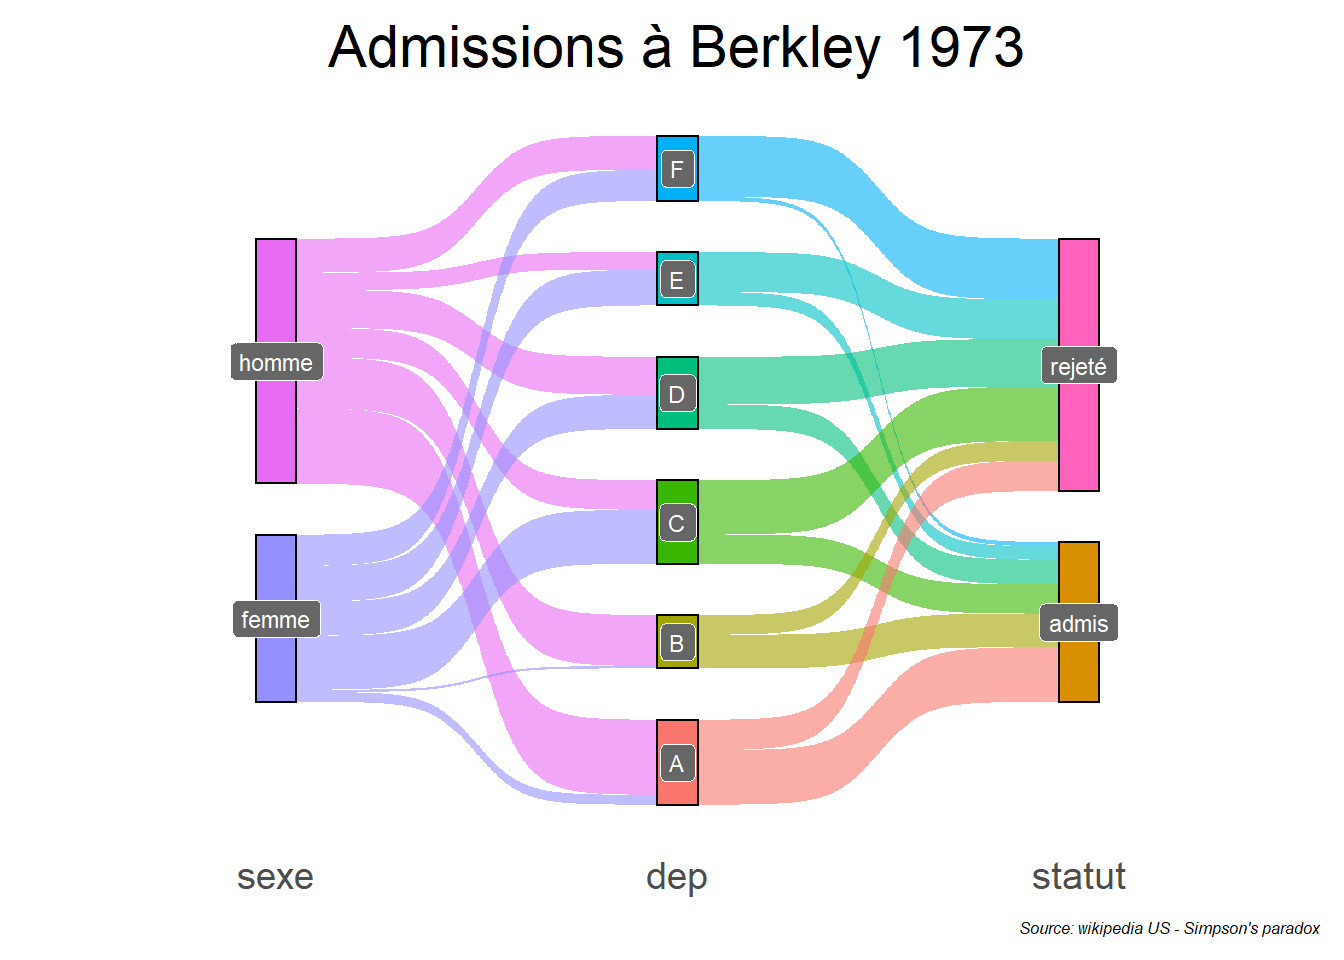 Admissions à Berkley 1973
F
E
homme
rejeté
D
C
femme
admis
B
A
sexe
dep
statut
Source: wikipedia US - Simpson's paradox